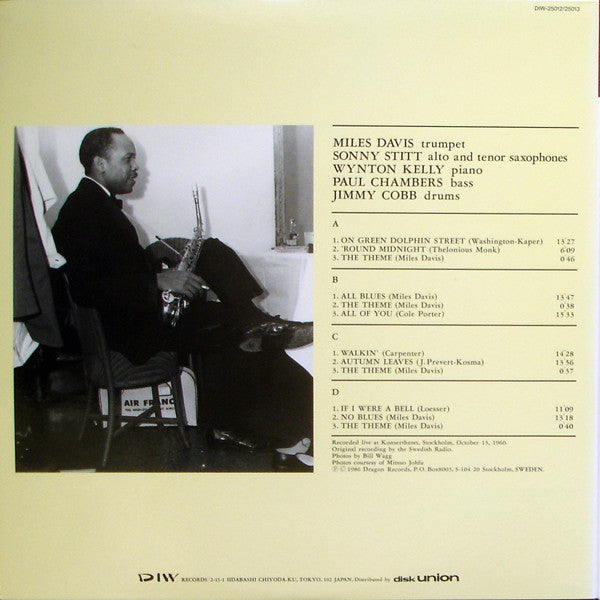 DIW-25012/25013
MILES DAVIS trumpet
SONNY STITT alto and tenor saxophones
WYNTON KELLY piano
PAUL CHAMBERS bass
JIMMY COBB drums
A
1. ON GREEN DOLPHIN STREET (Washington-Kaper) 13'27
2. 'ROUND MIDNIGHT (Thelonious Monk) 6'09
3. THE THEME (Miles Davis) 0'46
B
1. ALL BLUES (Miles Davis) 13'47
2. THE THEME (Miles Davis) 0'38
3. ALL OF YOU (Cole Porter) 15'33
C
1. WALKIN' (Carpenter) 14'28
2. AUTUMN LEAVES (J.Prevert-Kosma) 13'56
3. THE THEME (Miles Davis) 0'37
D
1. IF I WERE A BELL (Loesser) 11'09
2. NO BLUES (Miles Davis) 13'18
3. THE THEME (Miles Davis) 0'40
Recorded live at Konserthuset, Stockholm, October 13, 1960.
Original recording by the Swedish Radio.
Photos by Bill Wagg
Photos courtesy of Mitsuo Johfu
Ⓟ © 1986 Dragon Records, P.O. Box8005, S-104 20 Stockholm, SWEDEN.
AIR FRANC
DIW RECORDS/2-13-1 IIDABASHI CHIYODA-KU, TOKYO, 102 JAPAN, Distributed by disk union